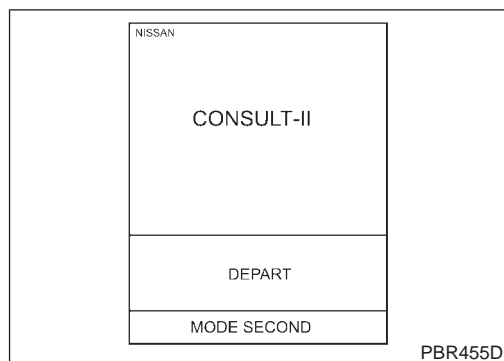 NISSAN
CONSULT-II
DEPART
MODE SECOND
PBR455D